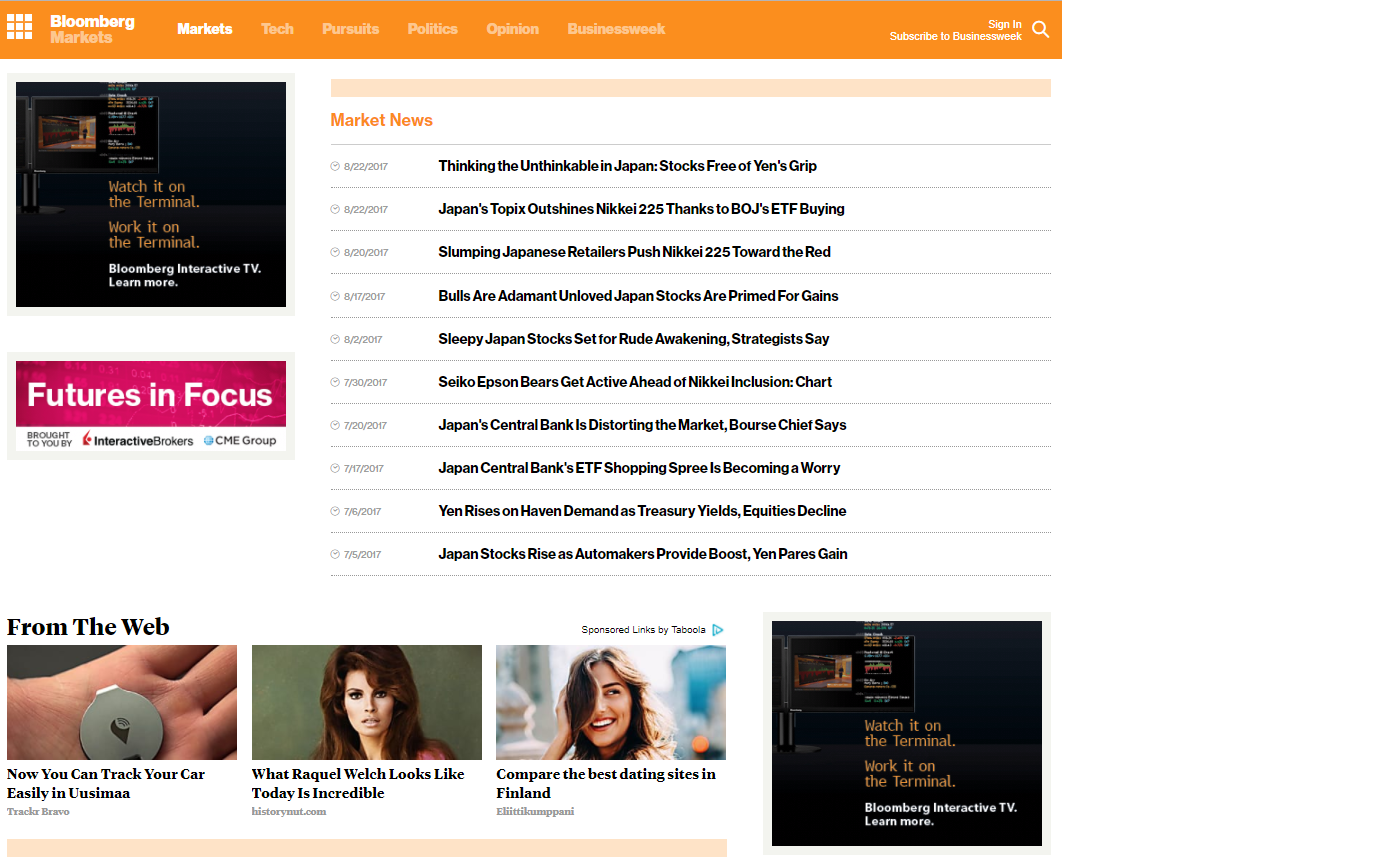 Bloomberg
Markets
Markets Tech Pursuits Politics Opinion Businessweek
Sign In
Subscribe to Businessweek
Watch it on
the Terminal.
Work it on
the Terminal.
Bloomberg Interactive TV.
Learn more.
Futures in Focus
BROUGHT
TO YOU BY
InteractiveBrokers
CME Group
Market News
8/22/2017 Thinking the Unthinkable in Japan: Stocks Free of Yen's Grip
8/22/2017 Japan's Topix Outshines Nikkei 225 Thanks to BOJ's ETF Buying
8/20/2017 Slumping Japanese Retailers Push Nikkei 225 Toward the Red
8/17/2017 Bulls Are Adamant Unloved Japan Stocks Are Primed For Gains
8/2/2017 Sleepy Japan Stocks Set for Rude Awakening, Strategists Say
7/30/2017 Seiko Epson Bears Get Active Ahead of Nikkei Inclusion: Chart
7/20/2017 Japan's Central Bank Is Distorting the Market, Bourse Chief Says
7/17/2017 Japan Central Bank's ETF Shopping Spree Is Becoming a Worry
7/6/2017 Yen Rises on Haven Demand as Treasury Yields, Equities Decline
7/5/2017 Japan Stocks Rise as Automakers Provide Boost, Yen Pares Gain
From The Web
Sponsored Links by Taboola
Now You Can Track Your Car
Easily in Uusimaa
Trackr Bravo
What Raquel Welch Looks Like
Today Is Incredible
historynut.com
Compare the best dating sites in
Finland
Eliittikumppani
Watch it on
the Terminal.
Work it on
the Terminal.
Bloomberg Interactive TV.
Learn more.